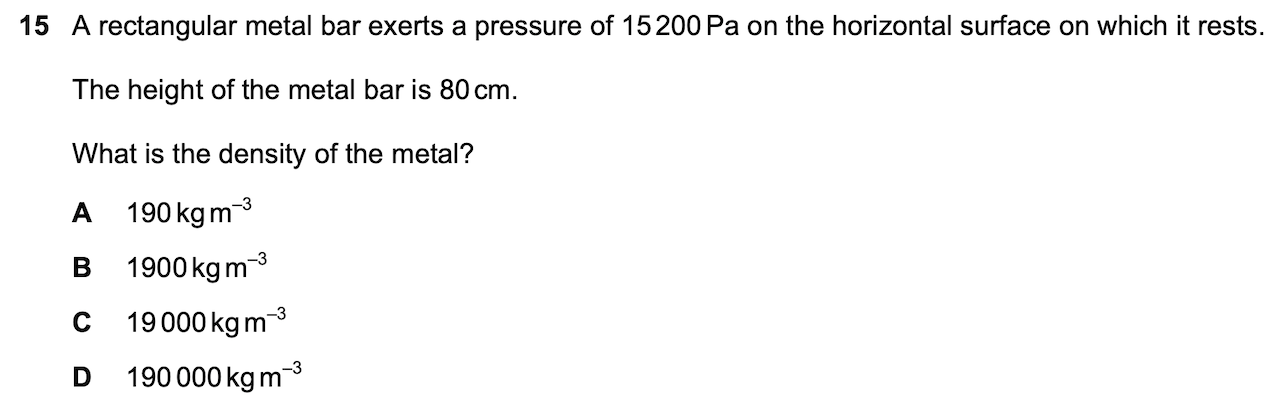 15 A rectangular metal bar exerts a pressure of 15 200 Pa on the horizontal surface on which it rests.
The height of the metal bar is 80 cm.
What is the density of the metal?
A 190 kg m⁻³
B 1900 kg m⁻³
C 19 000 kg m⁻³
D 190 000 kg m⁻³